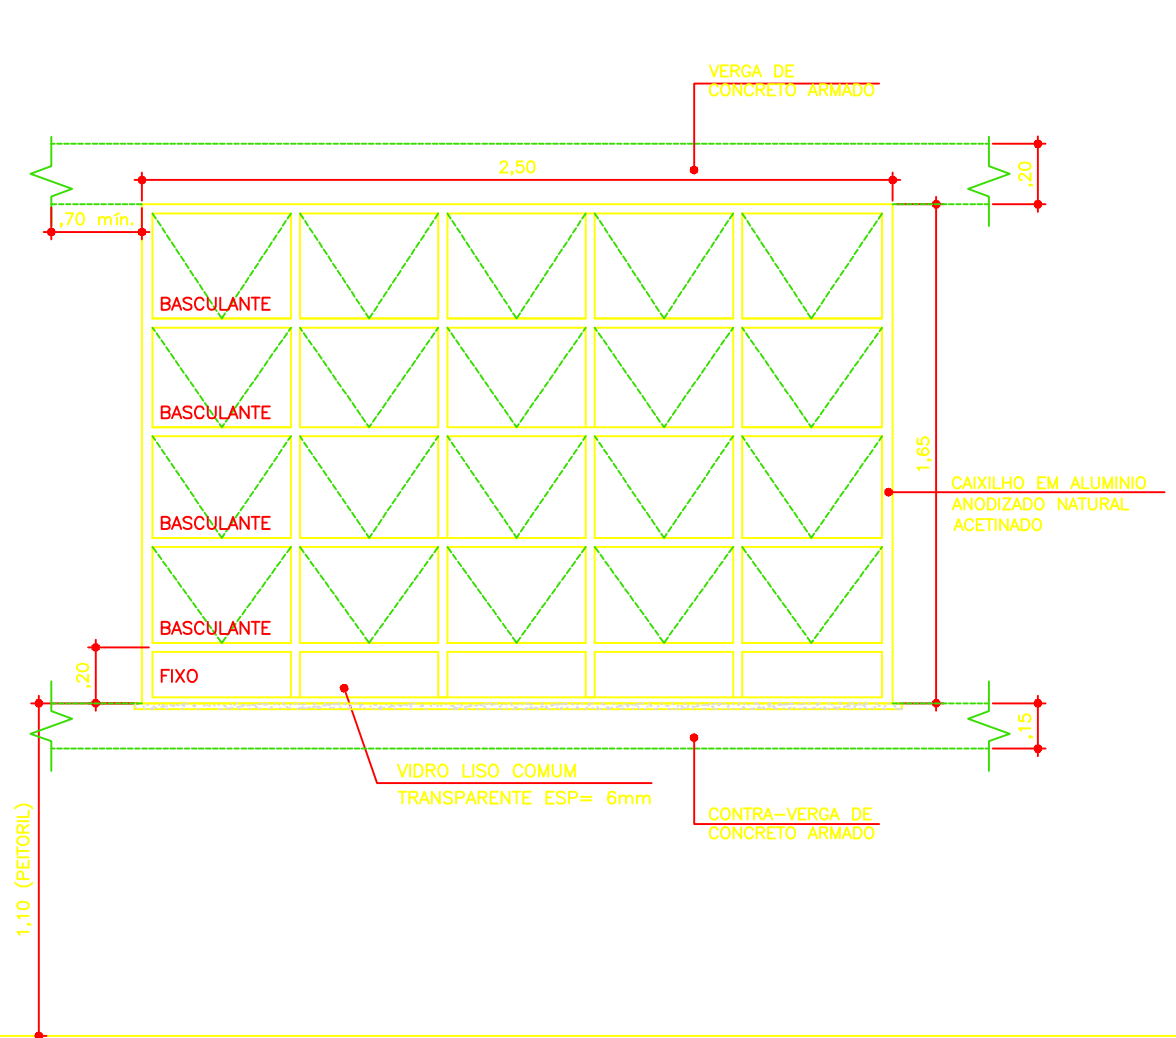 VERGA DE
CONCRETO ARMADO
2,50
,20
,70 mín.
BASCULANTE
BASCULANTE
1,65
CAIXILHO EM ALUMINIO
ANODIZADO NATURAL
ACETINADO
BASCULANTE
BASCULANTE
,20
FIXO
,15
VIDRO LISO COMUM
TRANSPARENTE ESP= 6mm
CONTRA-VERGA DE
CONCRETO ARMADO
1,10 (PEITORIL)